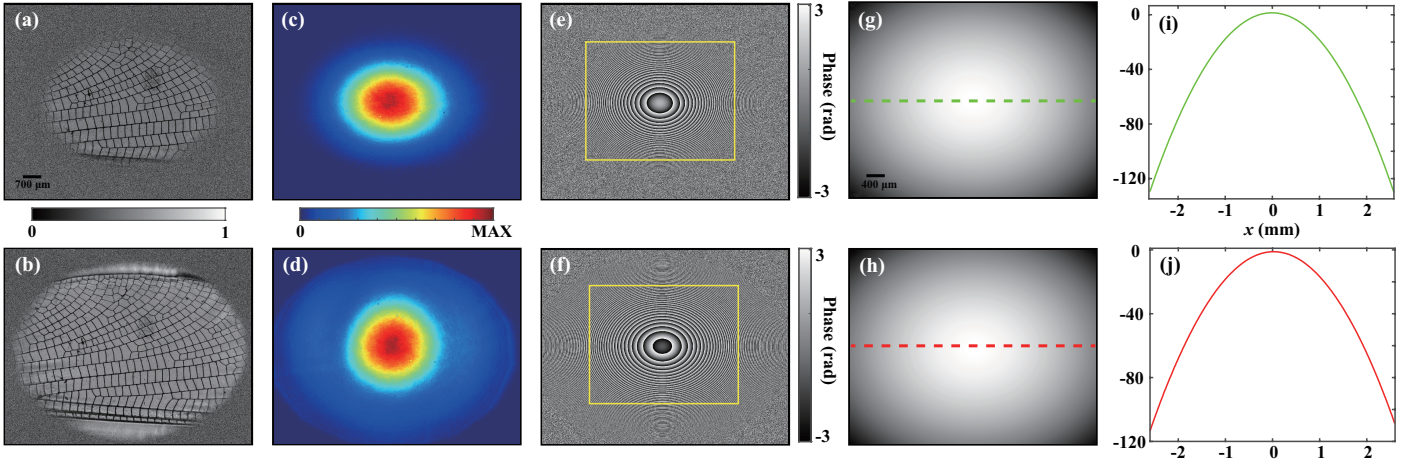 (a)
700 μm
0
1
(b)
(c)
0
MAX
(d)
(e)
3
Phase (rad)
-3
(f)
3
Phase (rad)
-3
(g)
400 μm
(h)
(i)
0
-40
-80
-120
-2
-1
0
1
2
x (mm)
(j)
0
-40
-80
-120
-2
-1
0
1
2